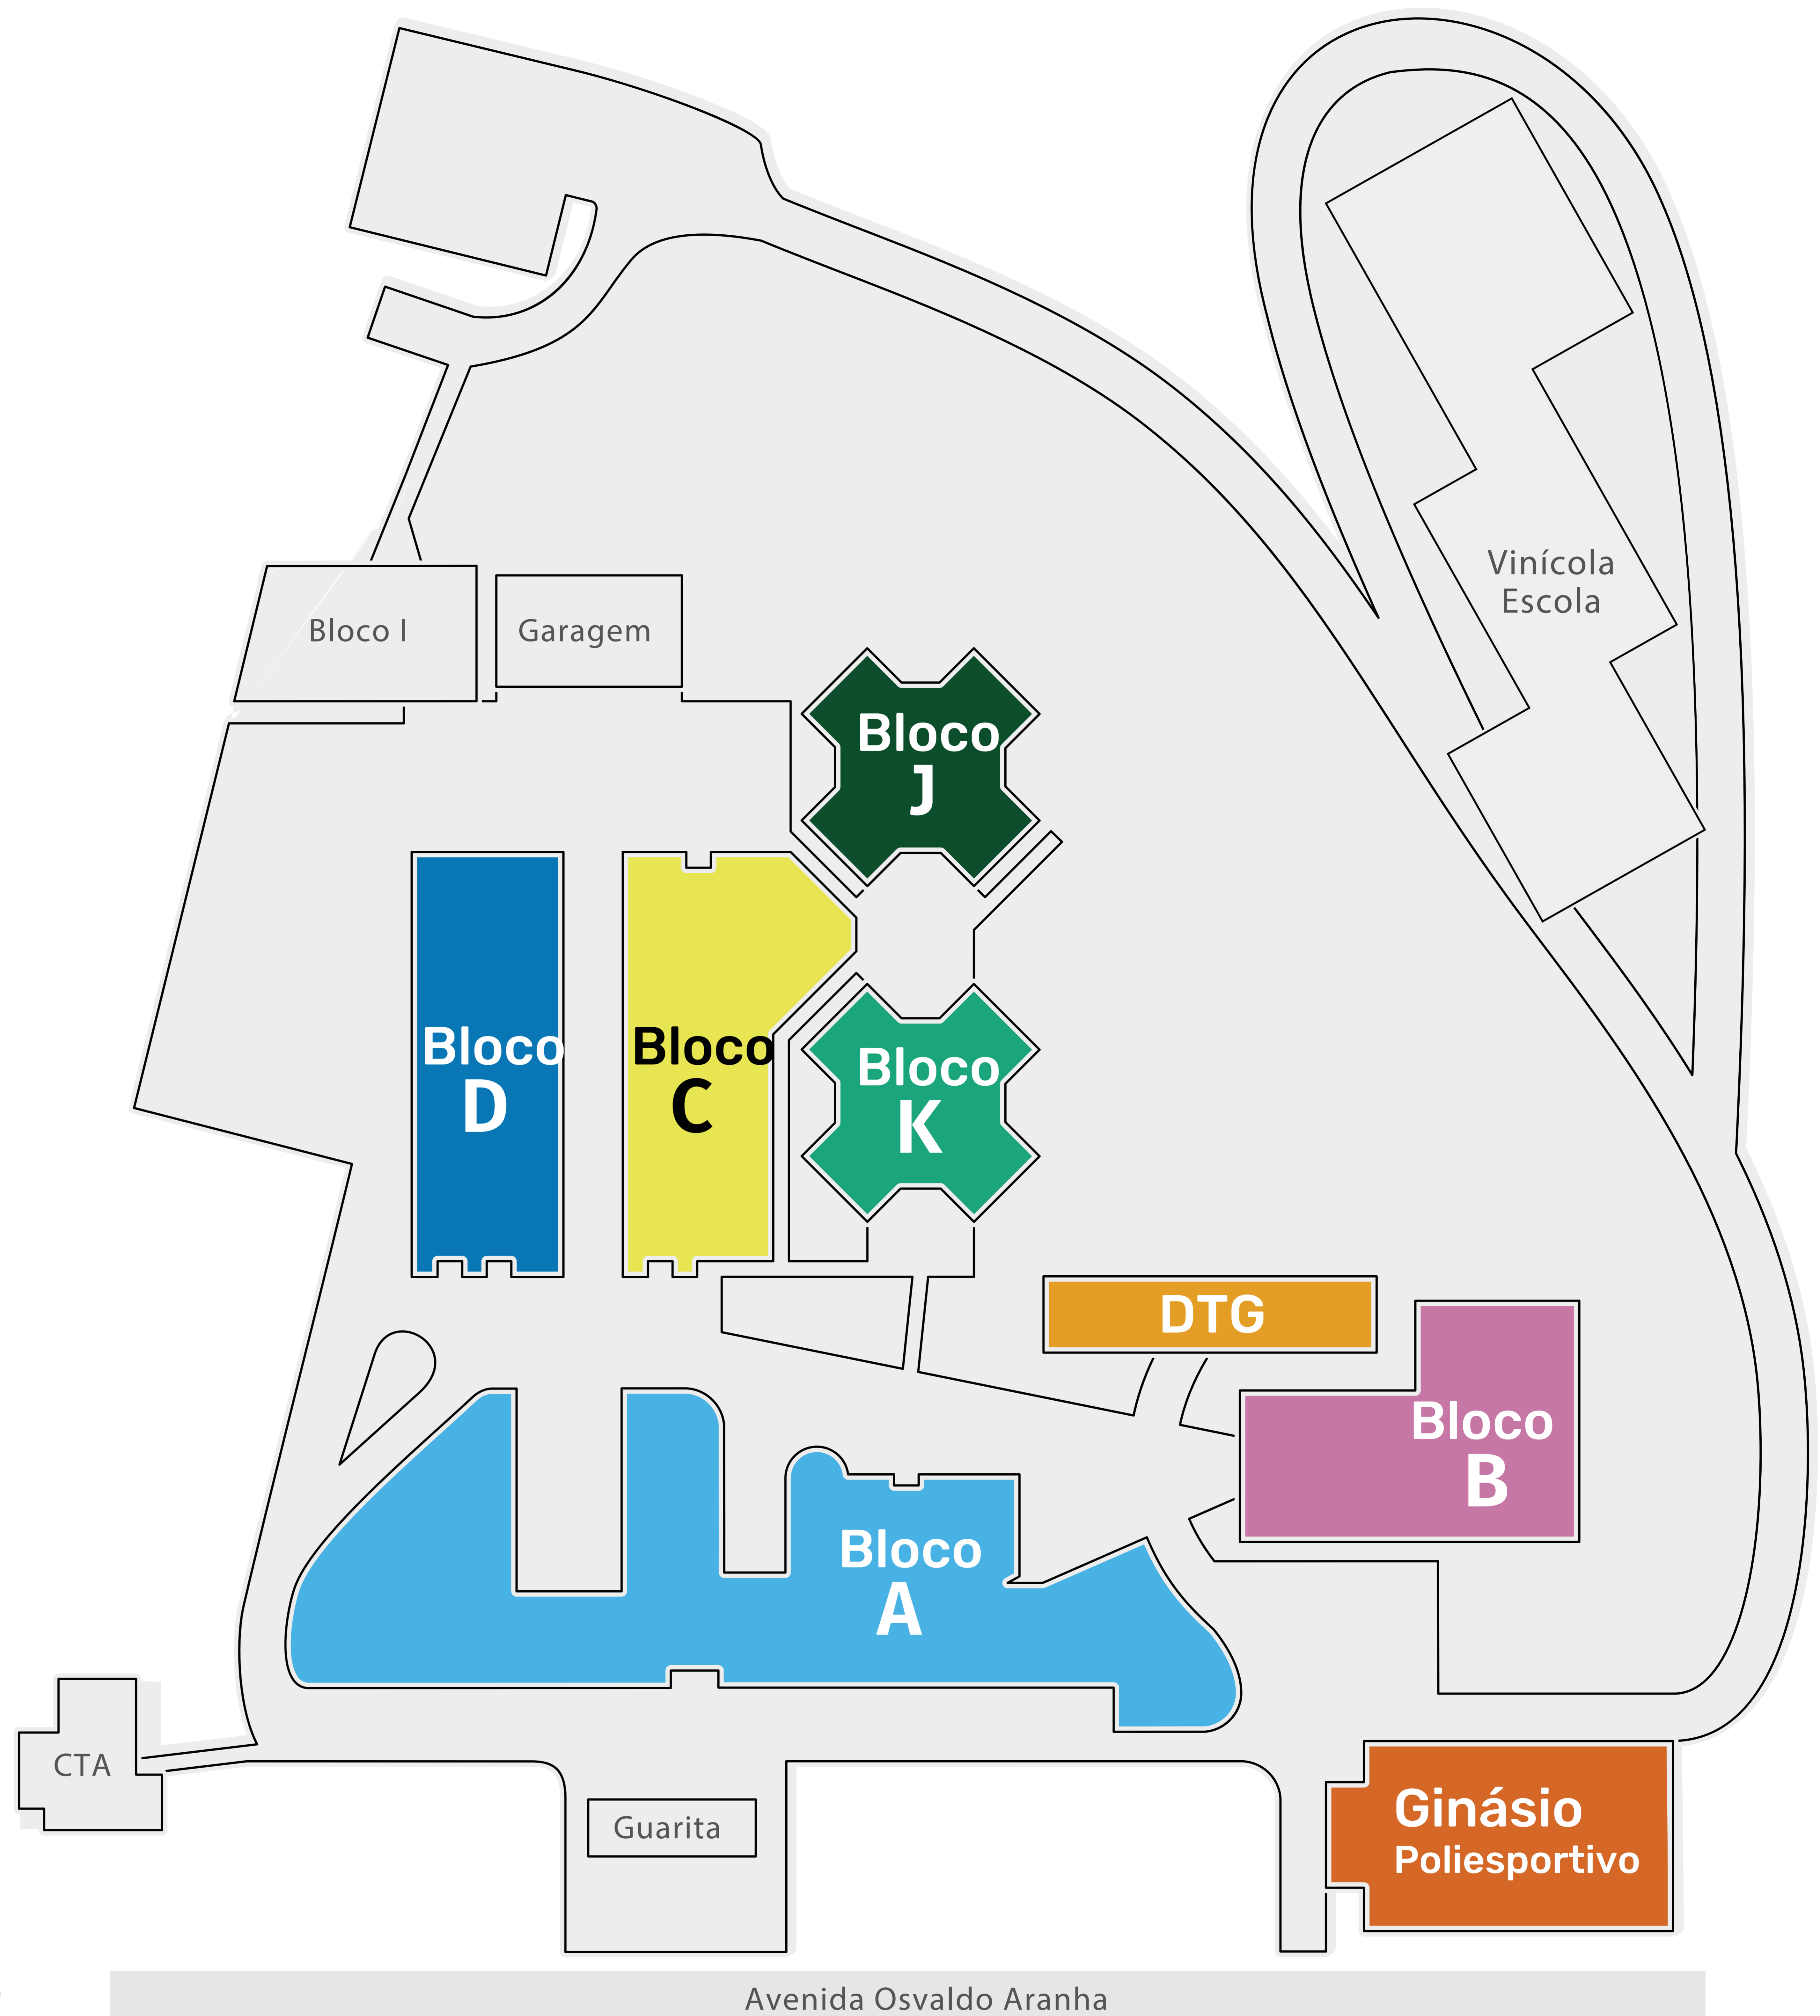 Vinícola
Escola
Bloco I
Garagem
Bloco
J
Bloco
D
Bloco
C
Bloco
K
DTG
Bloco
B
Bloco
A
CTA
Guarita
Ginásio
Poliesportivo
Avenida Osvaldo Aranha